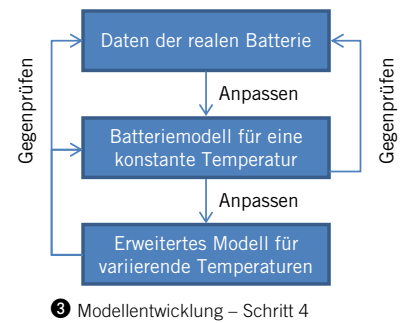 Daten der realen Batterie
Anpassen
Gegenprüfen
Gegenprüfen
Batteriemodell für eine
konstante Temperatur
Anpassen
Erweitertes Modell für
variierende Temperaturen
❸ Modellentwicklung – Schritt 4